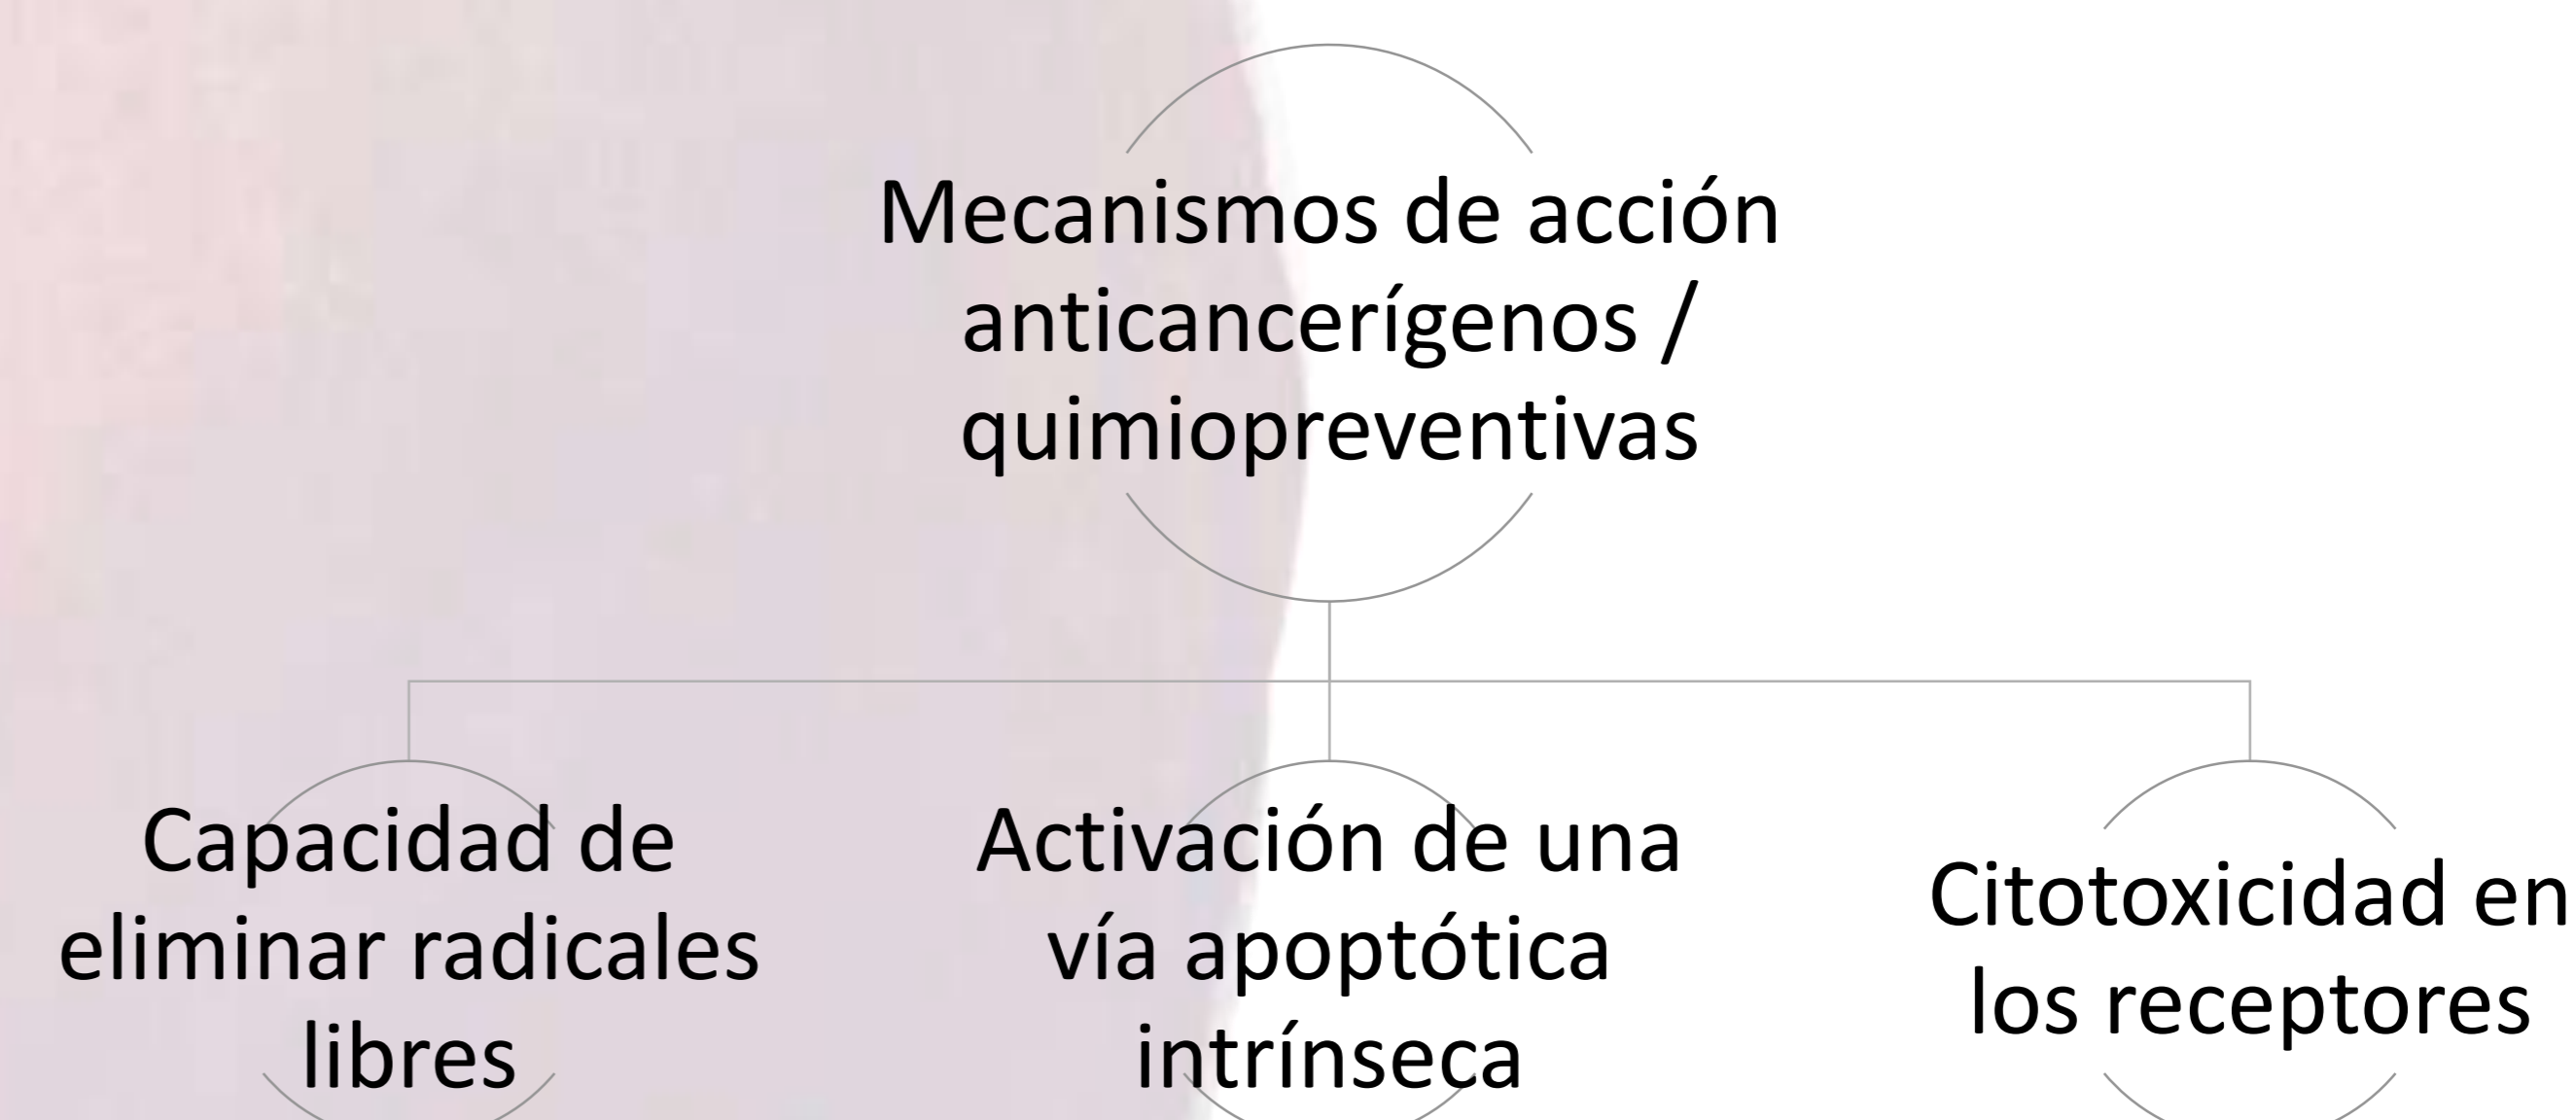 Mecanismos de acción
anticancerígenos /
quimiopreventivas
Capacidad de
eliminar radicales
libres
Activación de una
vía apoptótica
intrínseca
Citotoxicidad en
los receptores